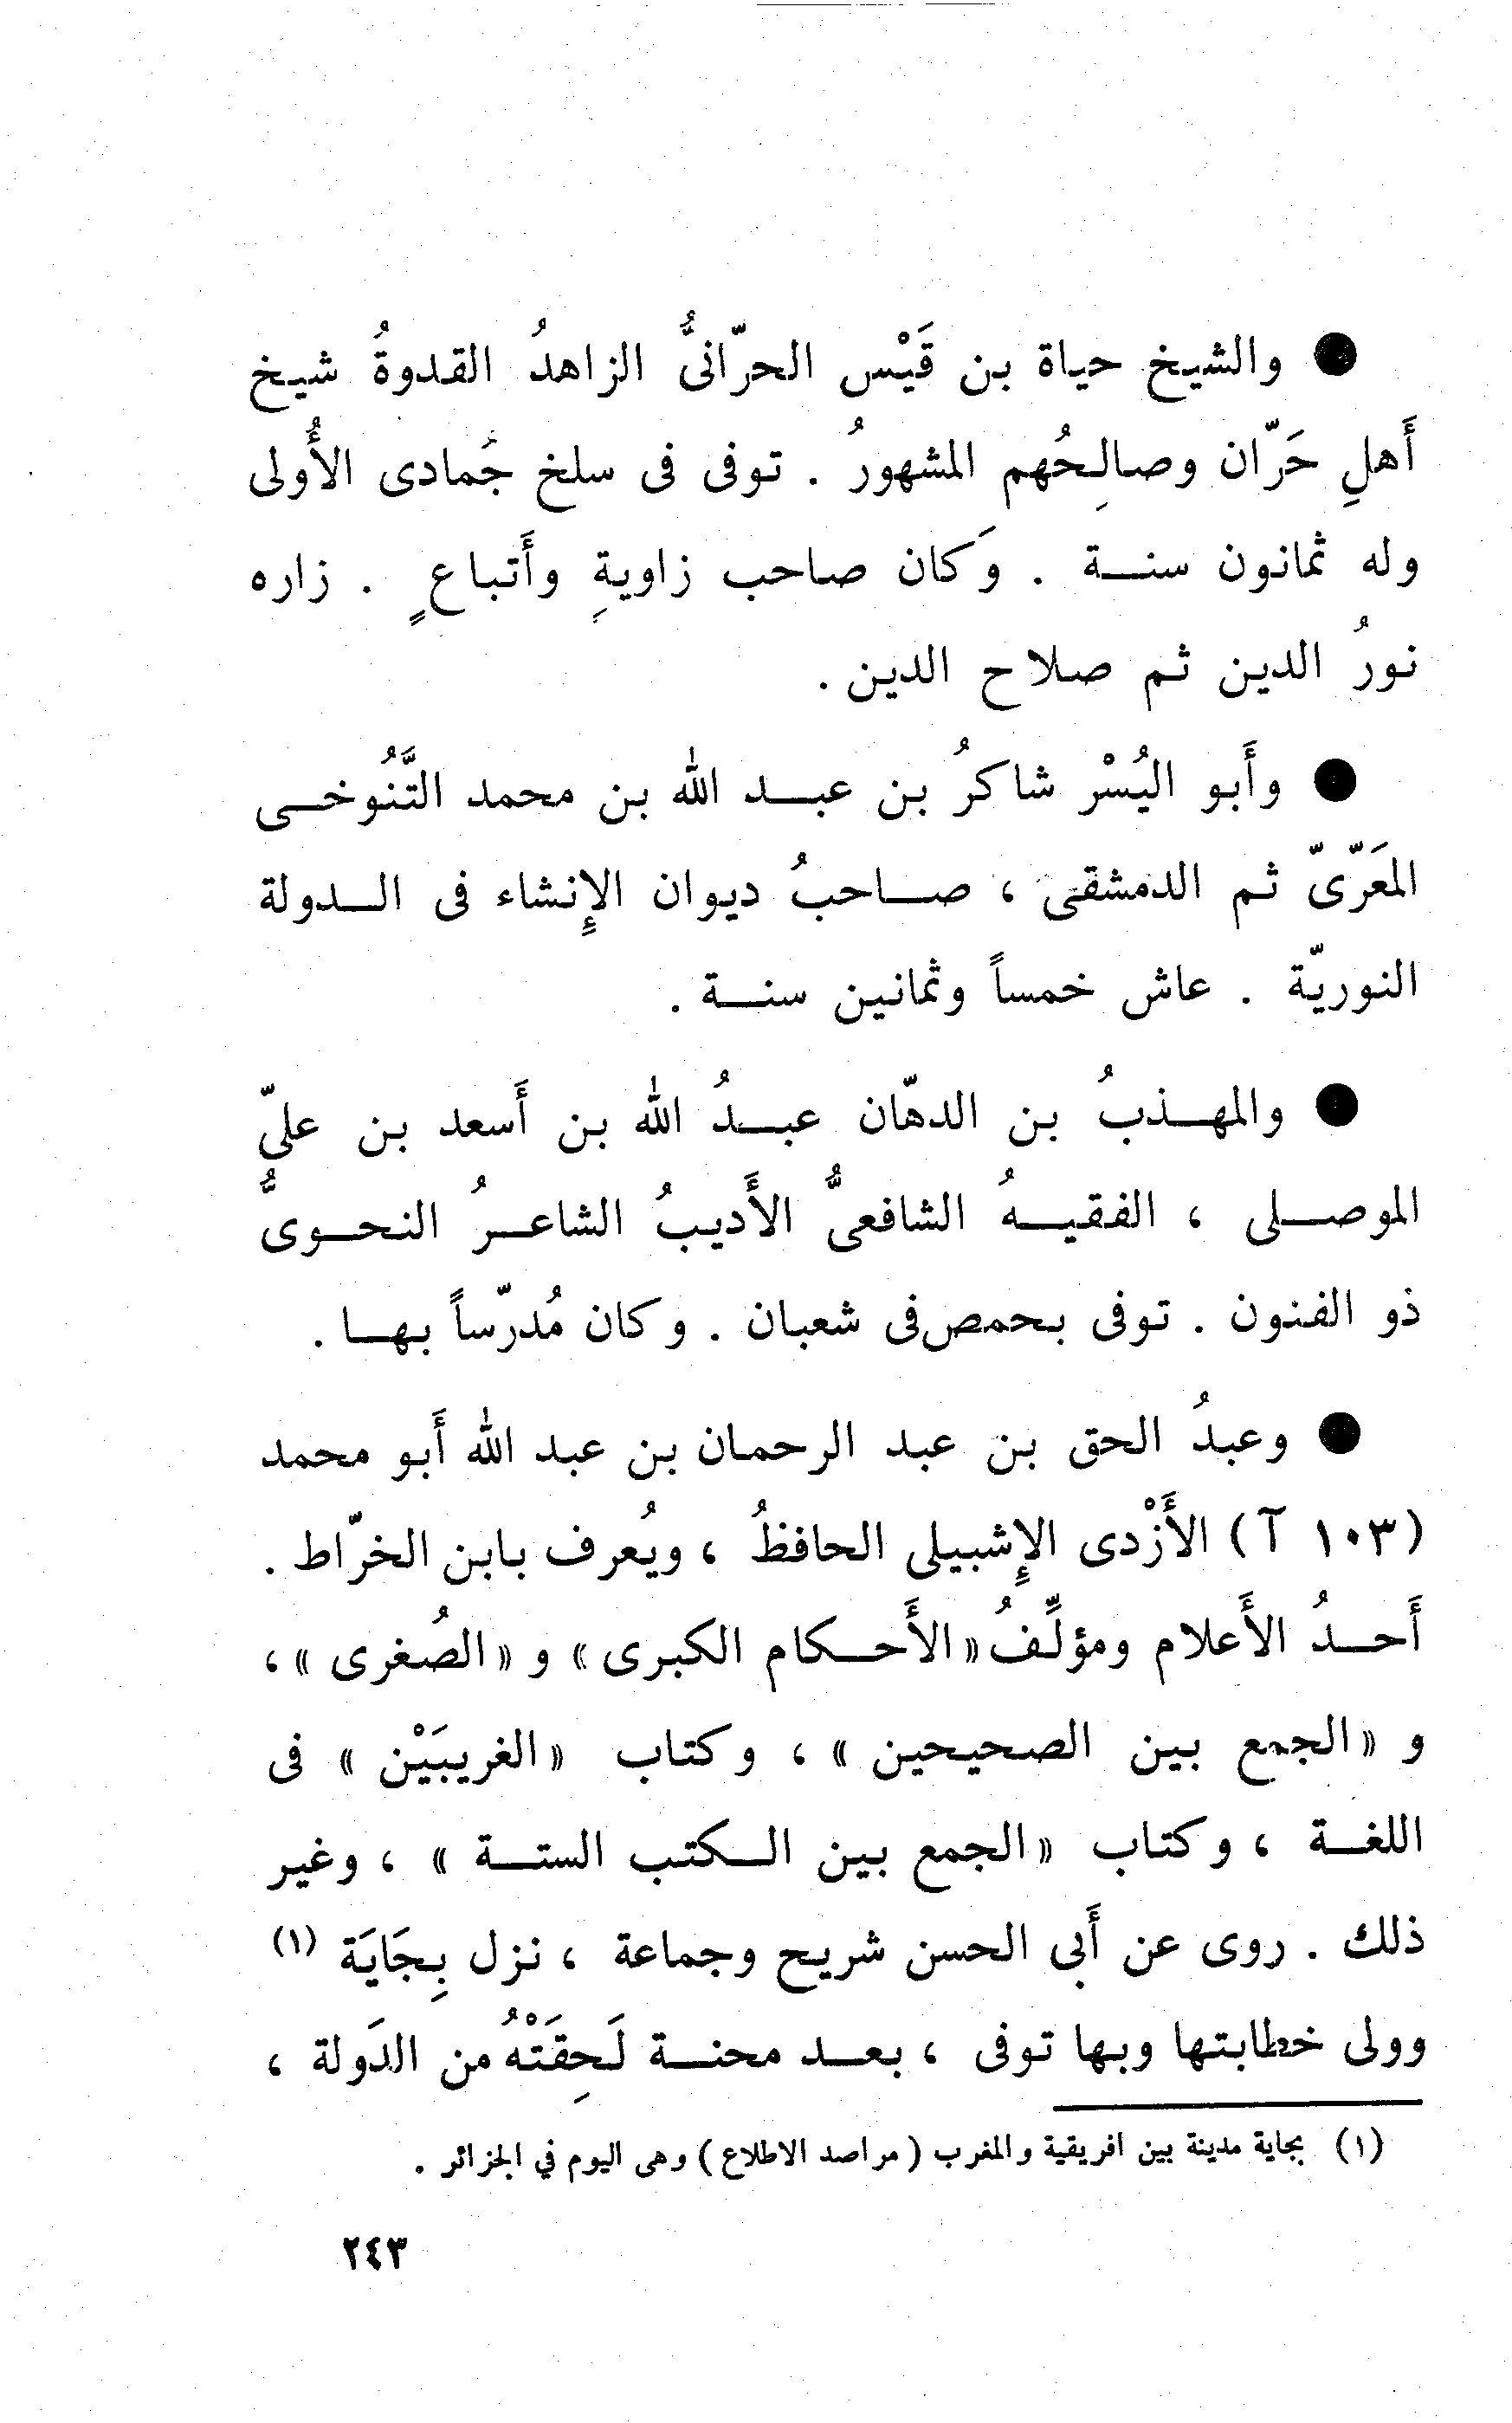 ● والشيخ حياة بن قَيْس الحرّانىُّ الزاهدُ القدوةُ شيخ
أَهلِ حَرّان وصالِحُهم المشهورُ . توفى فى سلخ جُمادى الأُولى
وله ثمانون سنة . وَكان صاحب زاويةِ وأَتباعٍ . زاره
نورُ الدين ثم صلاح الدين .
● وأَبو اليُسْر شاكرُ بن عبد الله بن محمد التَّنُوخى
المَعَرّىّ ثم الدمشقى ، صاحبُ ديوان الإِنشاء فى الدولة
النوريّة . عاش خمساً وثمانين سنة .
● والمهذبُ بن الدهّان عبدُ الله بن أَسعد بن علىّ
الموصلى ، الفقيهُ الشافعىُّ الأَديبُ الشاعرُ النحوىُّ
ذو الفنون . توفى بحمص فى شعبان . وكان مُدرّساً بها .
● وعبدُ الحق بن عبد الرحمان بن عبد الله أَبو محمد
(١٠٣ آ) الأَزْدى الإِشبيلى الحافظُ ، ويُعرف بابن الخرّاط .
أَحدُ الأَعلام ومؤلِّفُ «الأَحكام الكبرى» و «الصُغرى» ،
و «الجمع بين الصحيحين» ، وكتاب «الغريبَيْن» فى
اللغة ، وكتاب «الجمع بين الكتب الستة» ، وغير
ذلك . روى عن أَبى الحسن شريح وجماعة ، نزل بِجَايَة (١)
وولى خطابتها وبها توفى ، بعد محنة لَحِقَتْهُ من الدَولة ،
(١) بجاية مدينة بين افريقية والمغرب (مراصد الاطلاع) وهى اليوم في الجزائر .
٢٤٣